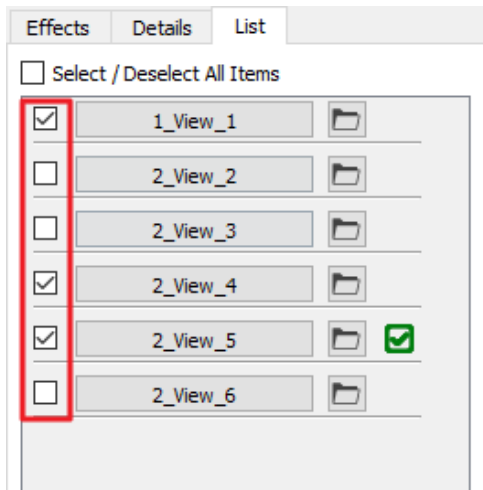 Effects Details List
Select / Deselect All Items
1_View_1
2_View_2
2_View_3
2_View_4
2_View_5
2_View_6